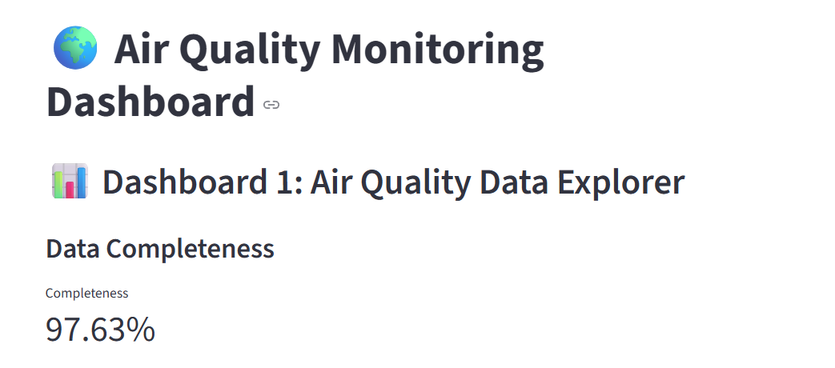 Air Quality Monitoring
Dashboard
Dashboard 1: Air Quality Data Explorer
Data Completeness
Completeness
97.63%